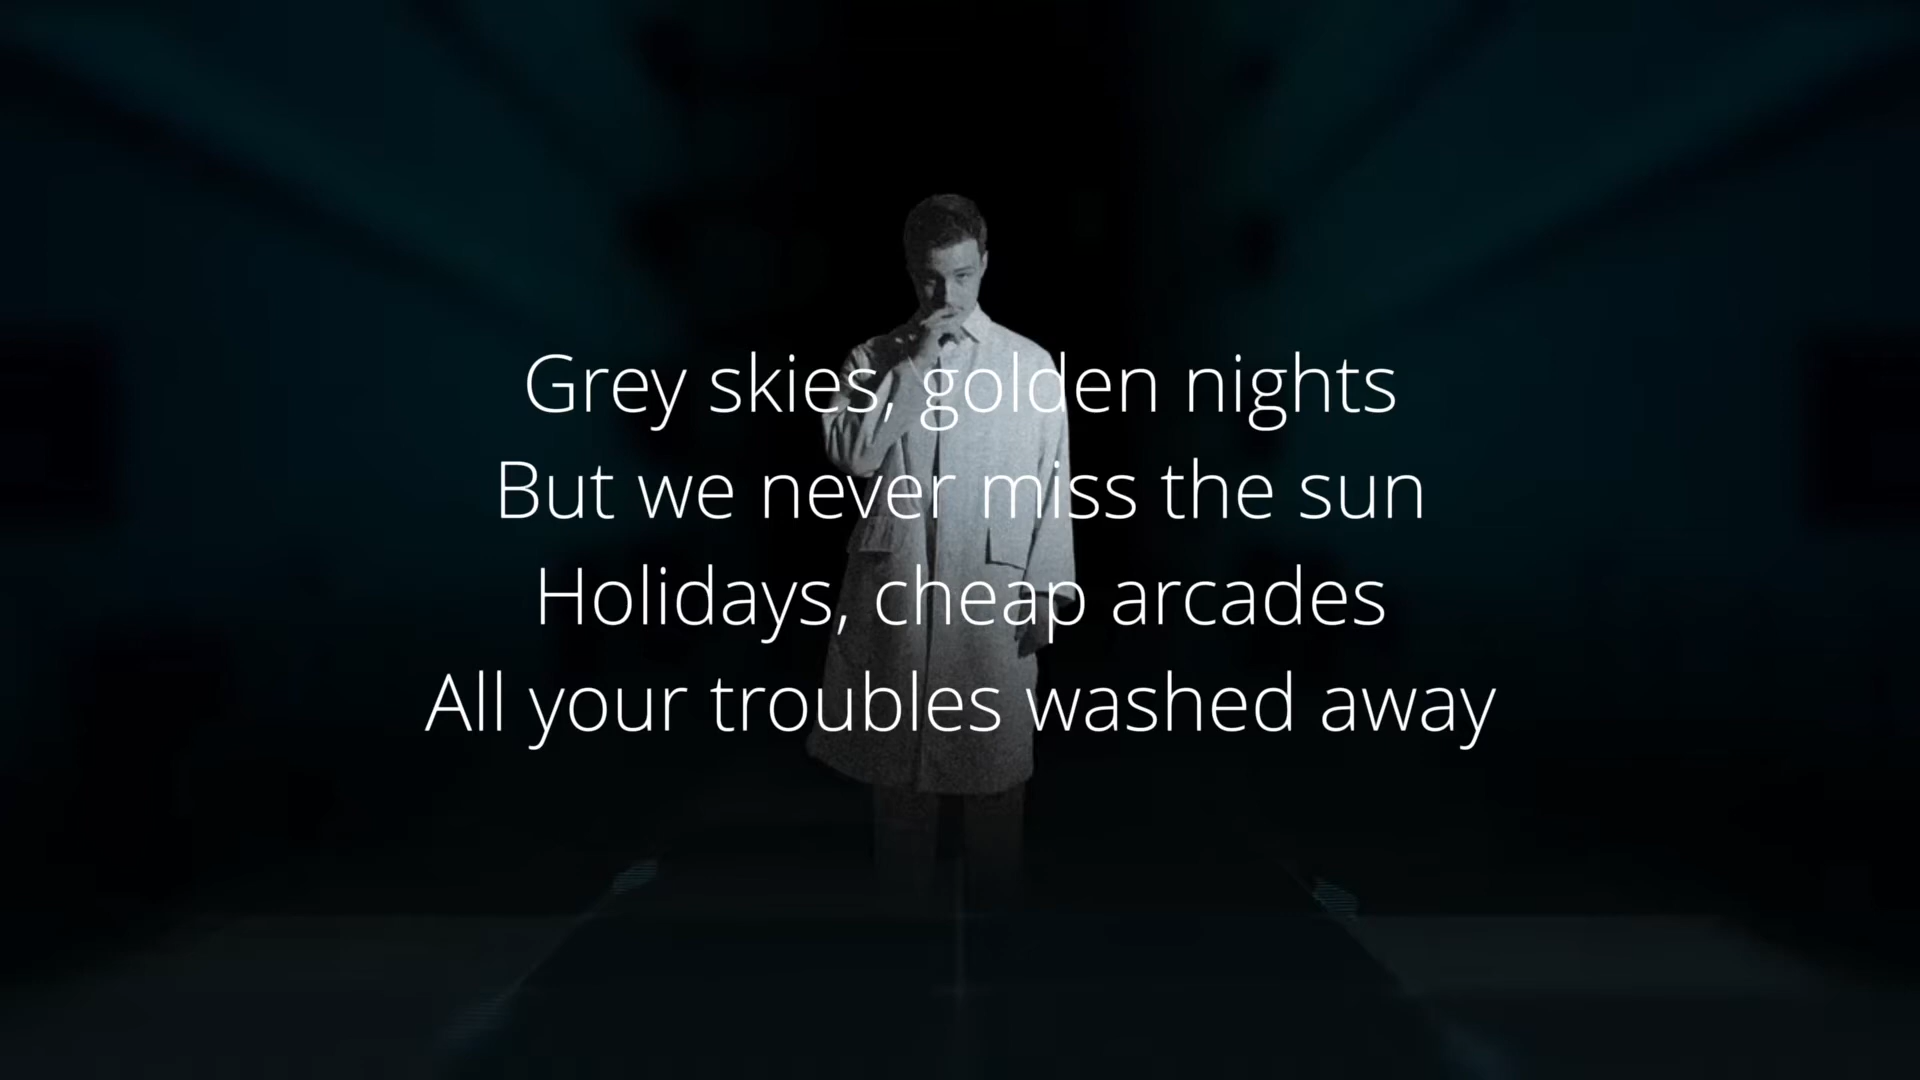 Grey skies, golden nights
But we never miss the sun
Holidays, cheap arcades
All your troubles washed away